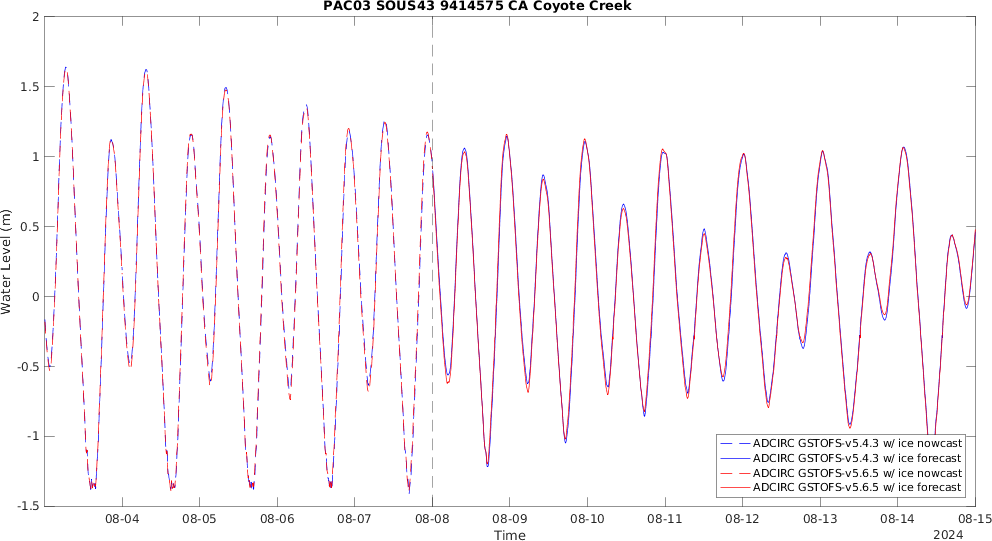 PAC03 SOUS43 9414575 CA Coyote Creek
2
1.5
1
0.5
0
-0.5
-1
-1.5
Water Level (m)
08-04 08-05 08-06 08-07 08-08 08-09 08-10 08-11 08-12 08-13 08-14 08-15
Time
2024
ADCIRC GSTOFS-v5.4.3 w/ ice nowcast
ADCIRC GSTOFS-v5.4.3 w/ ice forecast
ADCIRC GSTOFS-v5.6.5 w/ ice nowcast
ADCIRC GSTOFS-v5.6.5 w/ ice forecast